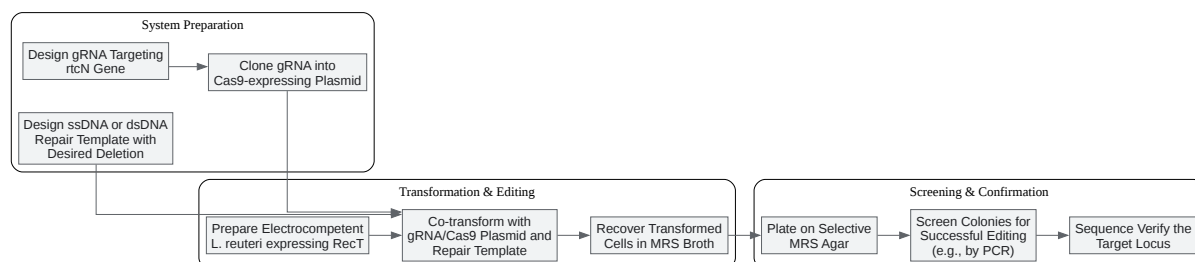 System Preparation
Design gRNA Targeting
rtcN Gene
Clone gRNA into
Cas9-expressing Plasmid
Design ssDNA or dsDNA
Repair Template with
Desired Deletion
Transformation & Editing
Prepare Electrocompetent
L. reuteri expressing RecT
Co-transform with
gRNA/Cas9 Plasmid and
Repair Template
Recover Transformed
Cells in MRS Broth
Screening & Confirmation
Plate on Selective
MRS Agar
Screen Colonies for
Successful Editing
(e.g., by PCR)
Sequence Verify the
Target Locus